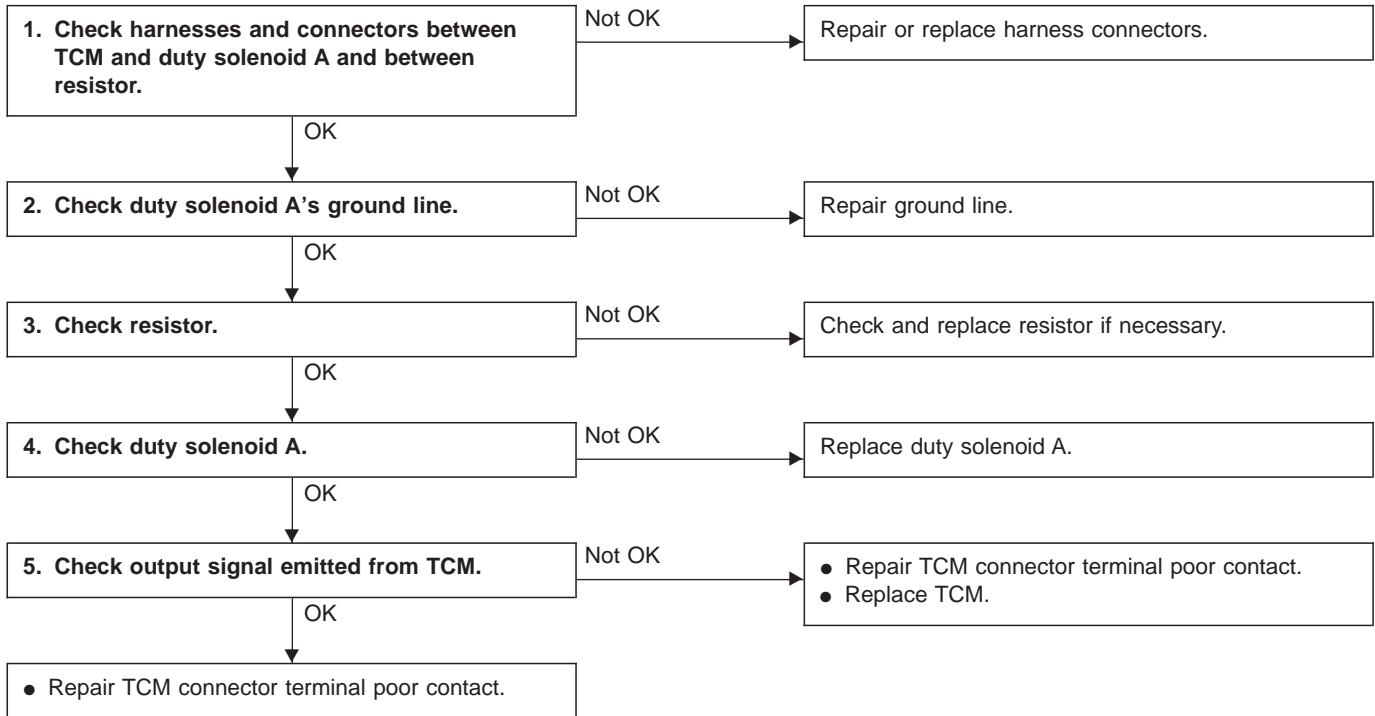 1. Check harnesses and connectors between
TCM and duty solenoid A and between
resistor.
Not OK
Repair or replace harness connectors.
OK
2. Check duty solenoid A's ground line.
Not OK
Repair ground line.
OK
3. Check resistor.
Not OK
Check and replace resistor if necessary.
OK
4. Check duty solenoid A.
Not OK
Replace duty solenoid A.
OK
5. Check output signal emitted from TCM.
Not OK
● Repair TCM connector terminal poor contact.
● Replace TCM.
OK
● Repair TCM connector terminal poor contact.